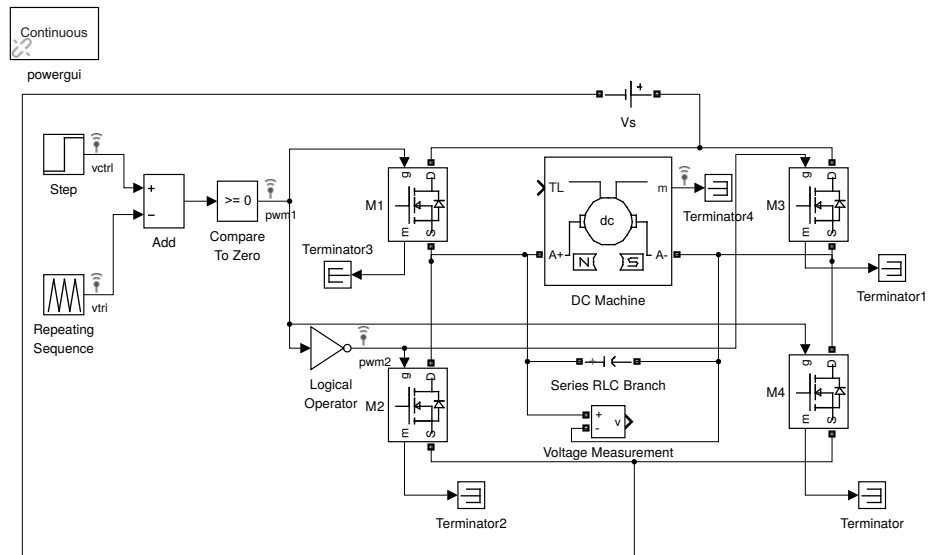 Continuous
powergui
Vs
Step
vctrl
+
−
Add
>= 0
Compare
To Zero
pwm1
Repeating
Sequence
vtri
M1
g
D
m
S
Terminator3
TL
m
dc
A+
N
S
A-
DC Machine
Terminator4
M3
g
D
m
S
Terminator1
Logical
Operator
pwm2
M2
g
D
m
S
Terminator2
+
Series RLC Branch
+
-
v
Voltage Measurement
M4
g
D
m
S
Terminator